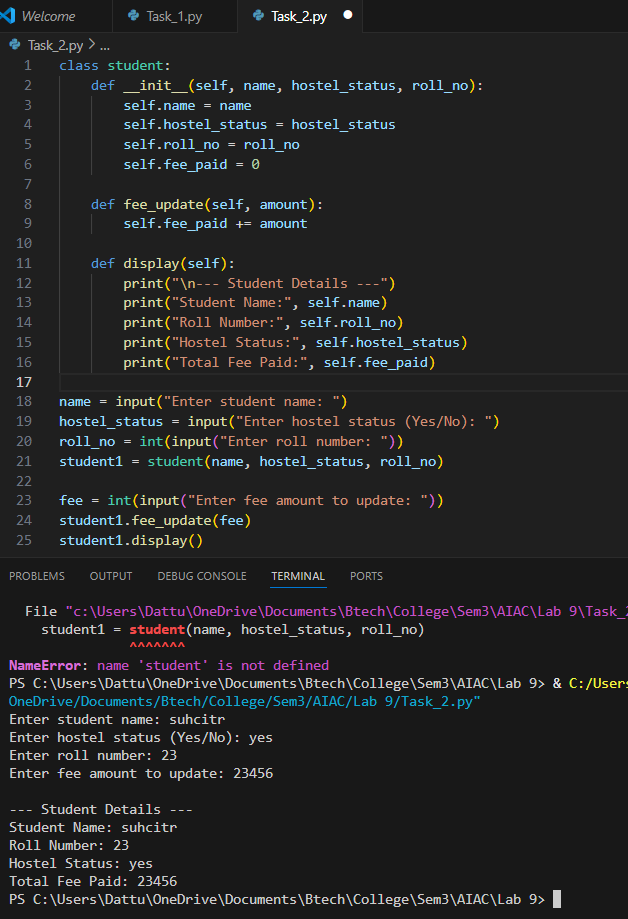 Welcome Task_1.py Task_2.py
Task_2.py > ...
1 class student:
2     def __init__(self, name, hostel_status, roll_no):
3         self.name = name
4         self.hostel_status = hostel_status
5         self.roll_no = roll_no
6         self.fee_paid = 0
7
8     def fee_update(self, amount):
9         self.fee_paid += amount
10
11     def display(self):
12         print("\n--- Student Details ---")
13         print("Student Name:", self.name)
14         print("Roll Number:", self.roll_no)
15         print("Hostel Status:", self.hostel_status)
16         print("Total Fee Paid:", self.fee_paid)
17
18 name = input("Enter student name: ")
19 hostel_status = input("Enter hostel status (Yes/No): ")
20 roll_no = int(input("Enter roll number: "))
21 student1 = student(name, hostel_status, roll_no)
22
23 fee = int(input("Enter fee amount to update: "))
24 student1.fee_update(fee)
25 student1.display()
PROBLEMS OUTPUT DEBUG CONSOLE TERMINAL PORTS
  File "c:\Users\Dattu\OneDrive\Documents\Btech\College\Sem3\AIAC\Lab 9\Task_2
    student1 = student(name, hostel_status, roll_no)
               ^^^^^^^
NameError: name 'student' is not defined
PS C:\Users\Dattu\OneDrive\Documents\Btech\College\Sem3\AIAC\Lab 9> & C:/Users
OneDrive/Documents/Btech/College/Sem3/AIAC/Lab 9/Task_2.py"
Enter student name: suhcitr
Enter hostel status (Yes/No): yes
Enter roll number: 23
Enter fee amount to update: 23456

--- Student Details ---
Student Name: suhcitr
Roll Number: 23
Hostel Status: yes
Total Fee Paid: 23456
PS C:\Users\Dattu\OneDrive\Documents\Btech\College\Sem3\AIAC\Lab 9>